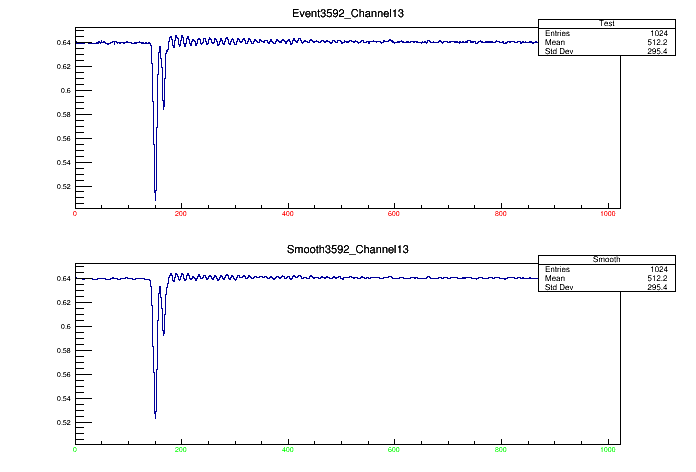 Event3592_Channel13
Test
Entries 1024
Mean 512.2
Std Dev 295.4
0.64
0.62
0.6
0.58
0.56
0.54
0.52
0 200 400 600 800 1000
Smooth3592_Channel13
Smooth
Entries 1024
Mean 512.2
Std Dev 295.4
0.64
0.62
0.6
0.58
0.56
0.54
0.52
0 200 400 600 800 1000